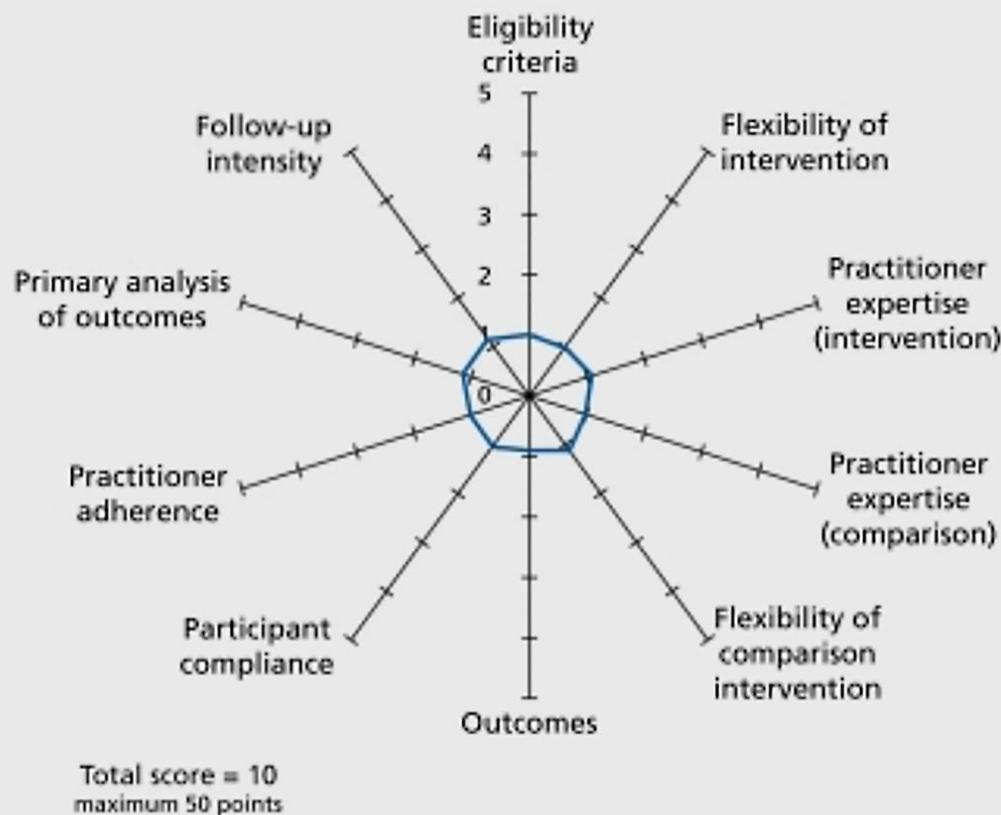 Eligibility
criteria
5
4
3
2
1
0
Flexibility of
intervention
Practitioner
expertise
(intervention)
Practitioner
expertise
(comparison)
Flexibility of
comparison
intervention
Outcomes
Participant
compliance
Practitioner
adherence
Primary analysis
of outcomes
Follow-up
intensity
Total score = 10
maximum 50 points